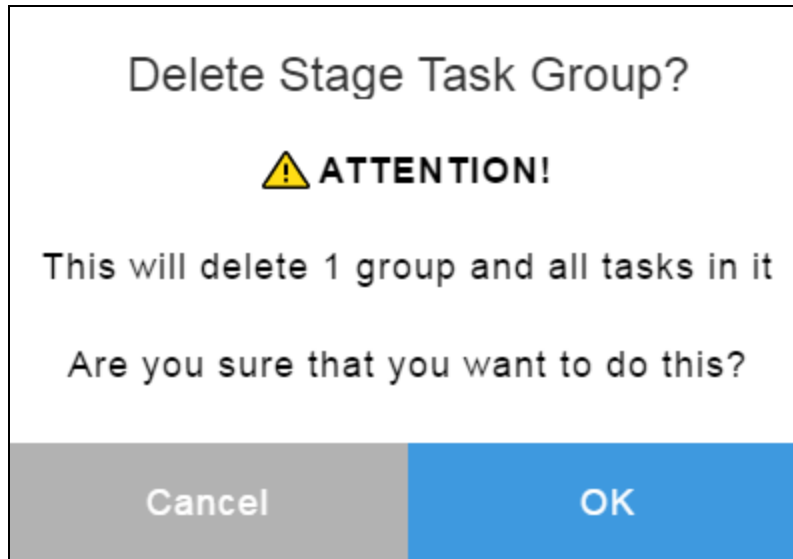 Delete Stage Task Group?
ATTENTION!
This will delete 1 group and all tasks in it
Are you sure that you want to do this?
Cancel
OK